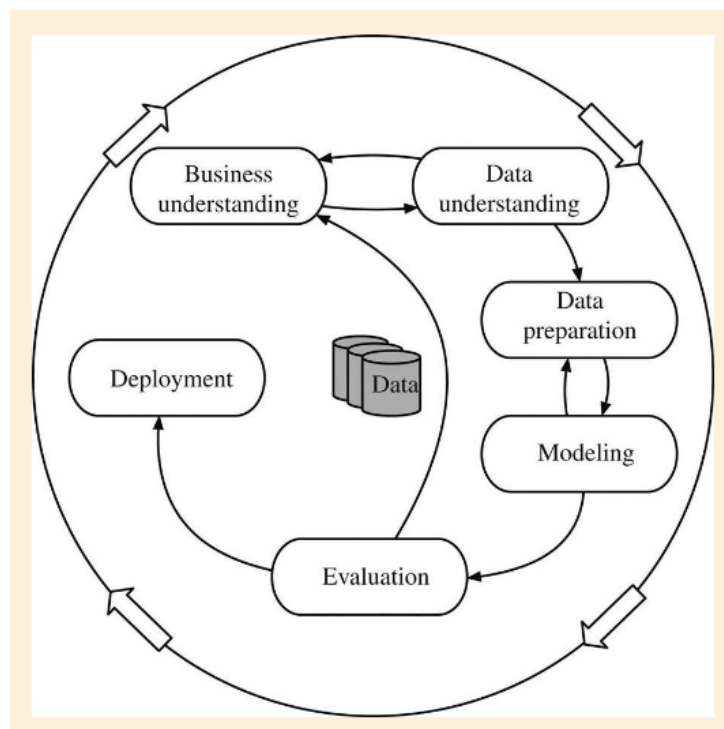 Business
understanding
Data
understanding
Data
preparation
Deployment
Data
Modeling
Evaluation